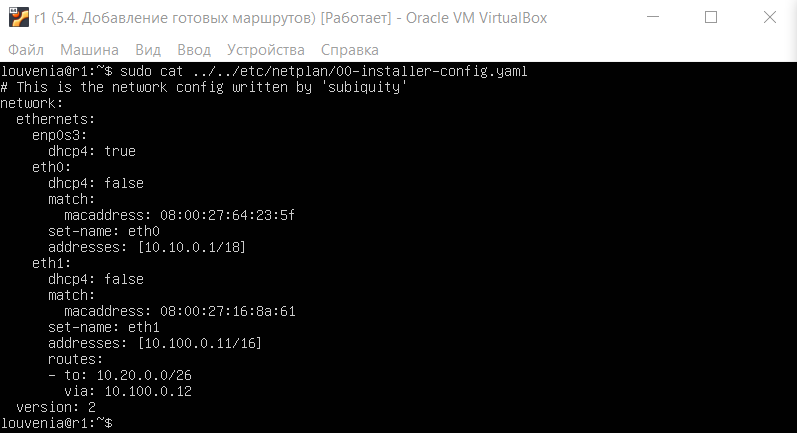 r1 (5.4. Добавление готовых маршрутов) [Работает] - Oracle VM VirtualBox
Файл Машина Вид Ввод Устройства Справка
louvenia@r1:~$ sudo cat ../../etc/netplan/00-installer-config.yaml
# This is the network config written by 'subiquity'
network:
  ethernets:
    enp0s3:
      dhcp4: true
    eth0:
      dhcp4: false
      match:
        macaddress: 08:00:27:64:23:5f
      set-name: eth0
      addresses: [10.10.0.1/18]
    eth1:
      dhcp4: false
      match:
        macaddress: 08:00:27:16:8a:61
      set-name: eth1
      addresses: [10.100.0.11/16]
      routes:
      - to: 10.20.0.0/26
        via: 10.100.0.12
  version: 2
louvenia@r1:~$